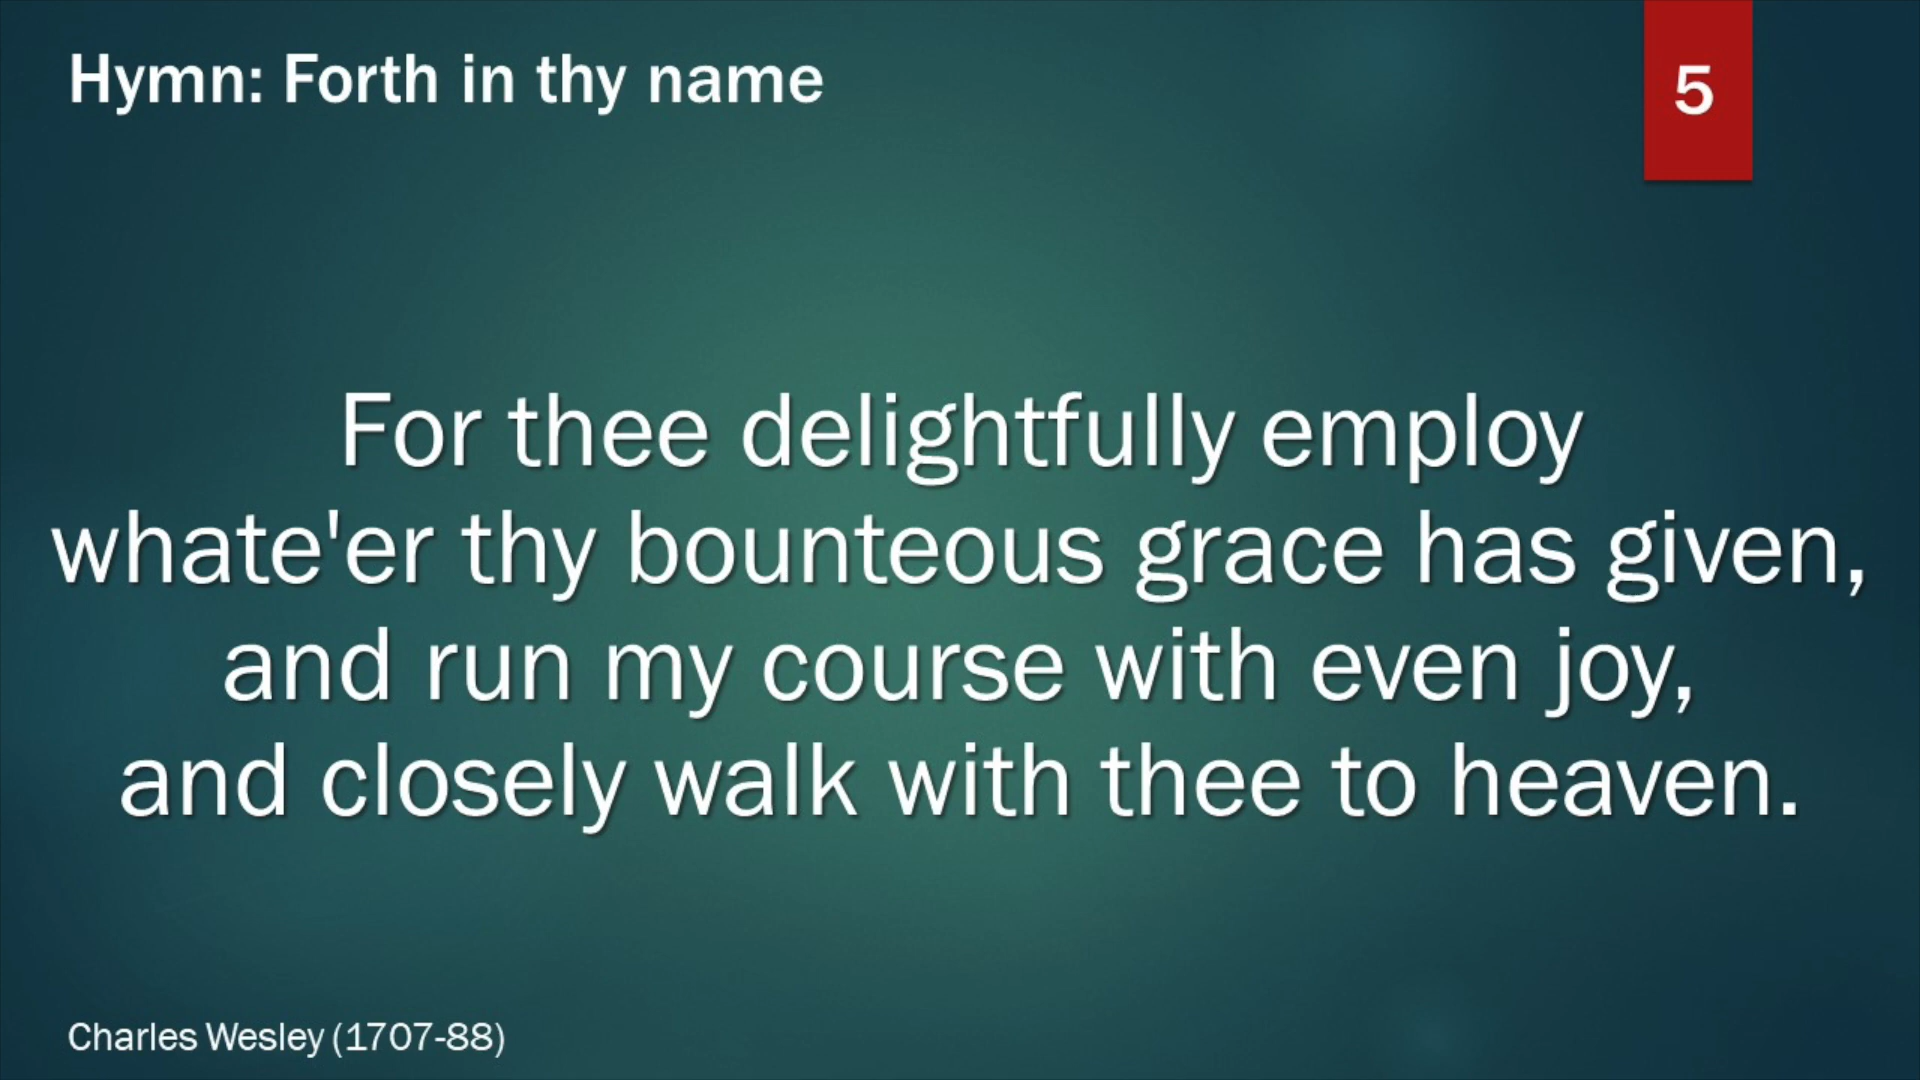 Hymn: Forth in thy name
5
For thee delightfully employ
whate'er thy bounteous grace has given,
and run my course with even joy,
and closely walk with thee to heaven.
Charles Wesley (1707-88)